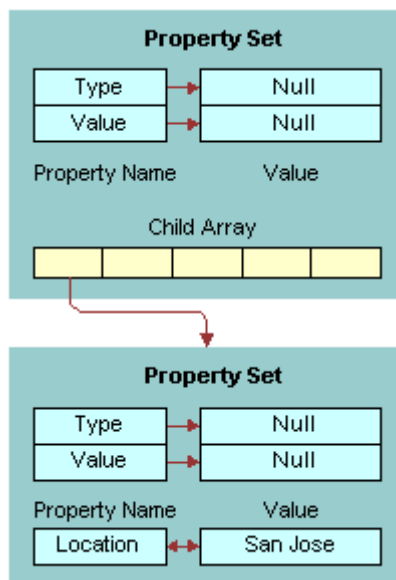 Property Set
Type Null
Value Null
Property Name Value
Child Array
Property Set
Type Null
Value Null
Property Name Value
Location San Jose